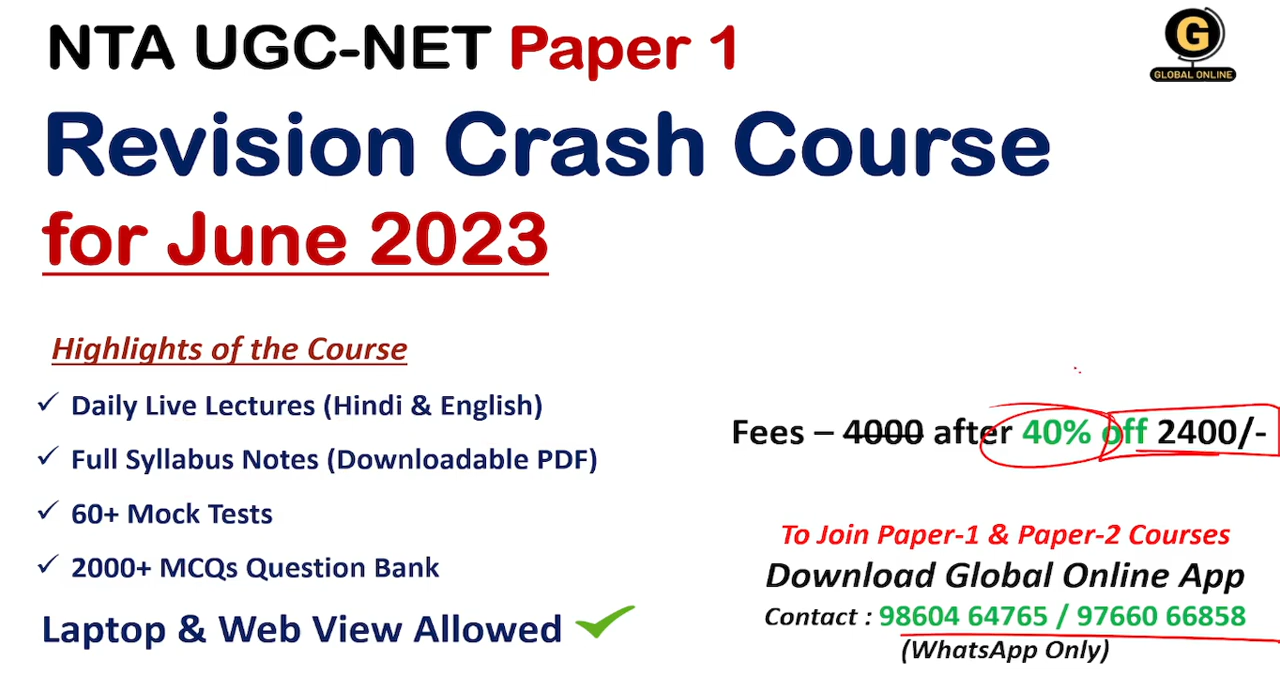 NTA UGC-NET Paper 1
G
GLOBAL ONLINE
Revision Crash Course
for June 2023
Highlights of the Course
Daily Live Lectures (Hindi & English)
Full Syllabus Notes (Downloadable PDF)
60+ Mock Tests
2000+ MCQs Question Bank
Laptop & Web View Allowed
Fees – 4000 after 40% off 2400/-
To Join Paper-1 & Paper-2 Courses
Download Global Online App
Contact : 98604 64765 / 97660 66858
(WhatsApp Only)